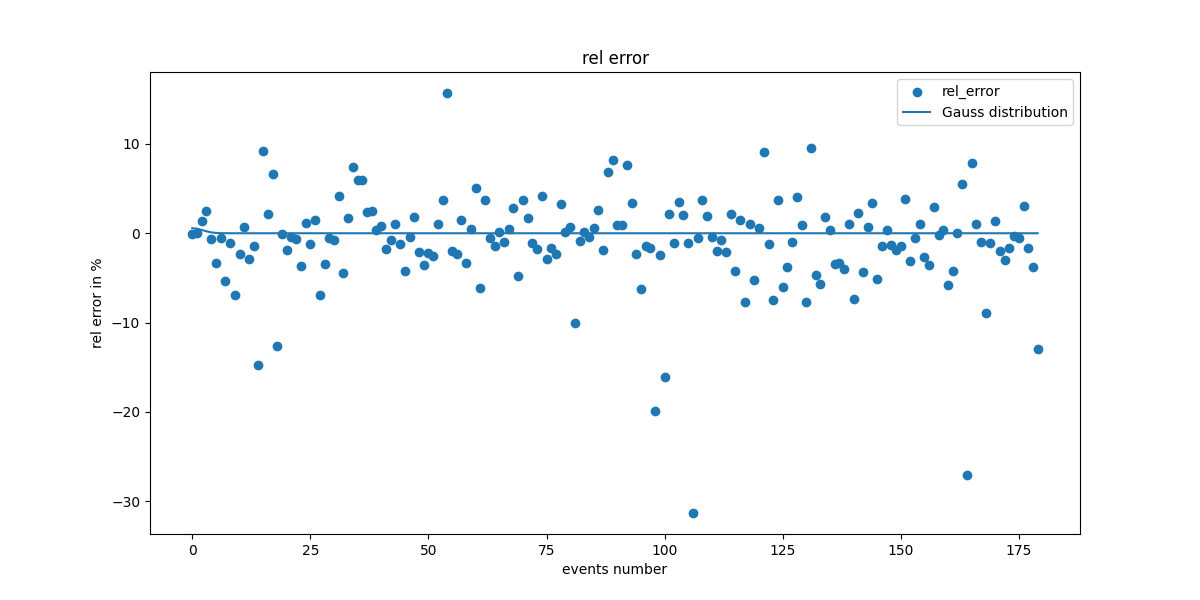 rel error
rel_error
Gauss distribution
rel error in %
10
0
−10
−20
−30
0
25
50
75
100
125
150
175
events number